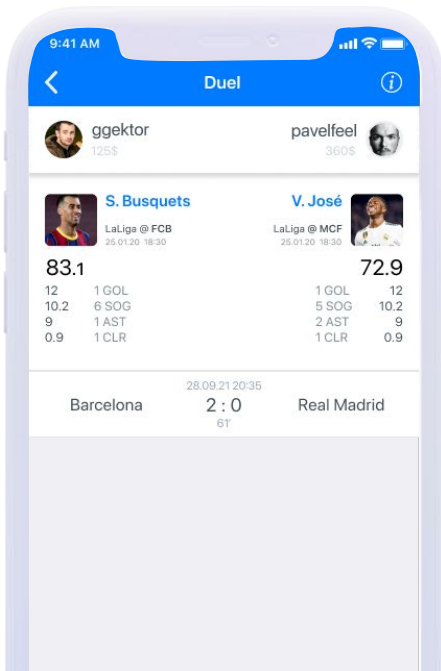 9:41 AM
Duel
ggektor
125$
pavelfeel
360$
S. Busquets
LaLiga @ FCB
25.01.20 18:30
V. José
LaLiga @ MCF
25.01.20 18:30
83.1
72.9
12 1 GOL
10.2 6 SOG
9 1 AST
0.9 1 CLR
1 GOL 12
5 SOG 10.2
2 AST 9
1 CLR 0.9
28.09.21 20:35
Barcelona 2 : 0 Real Madrid
61'